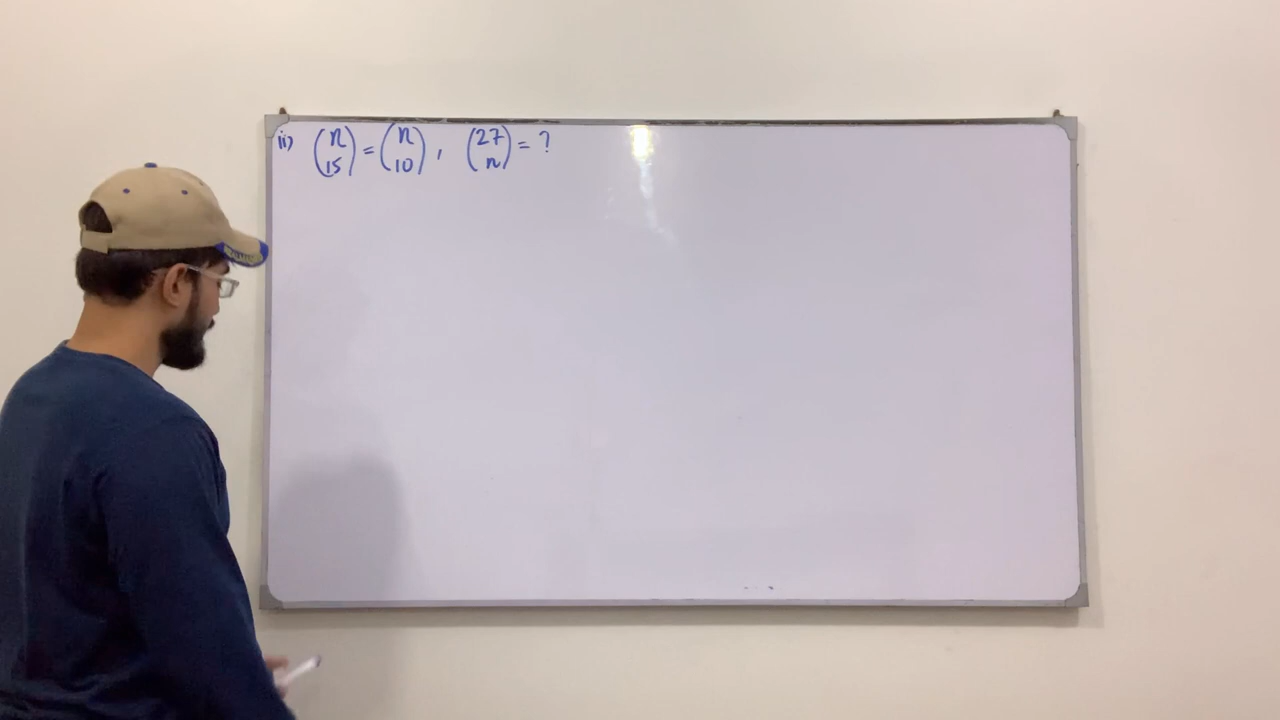 ii) (n 15) = (n 10), (27 n) = ?